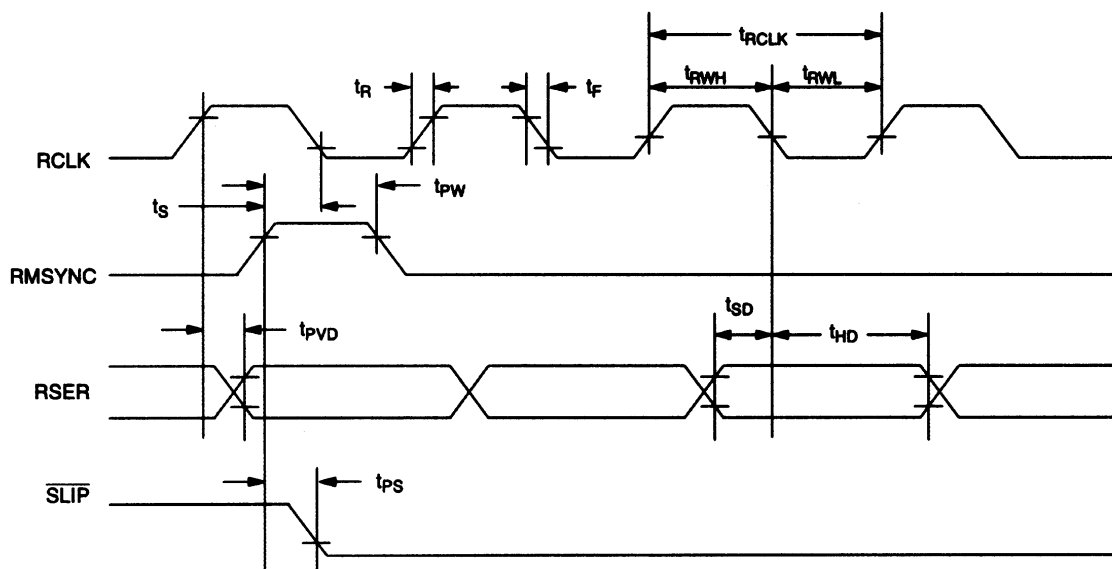 tRCLK
tR
tF
tRWH
tRWL
RCLK
tS
tPW
RMSYNC
tPVD
tSD
tHD
RSER
SLIP
tPS